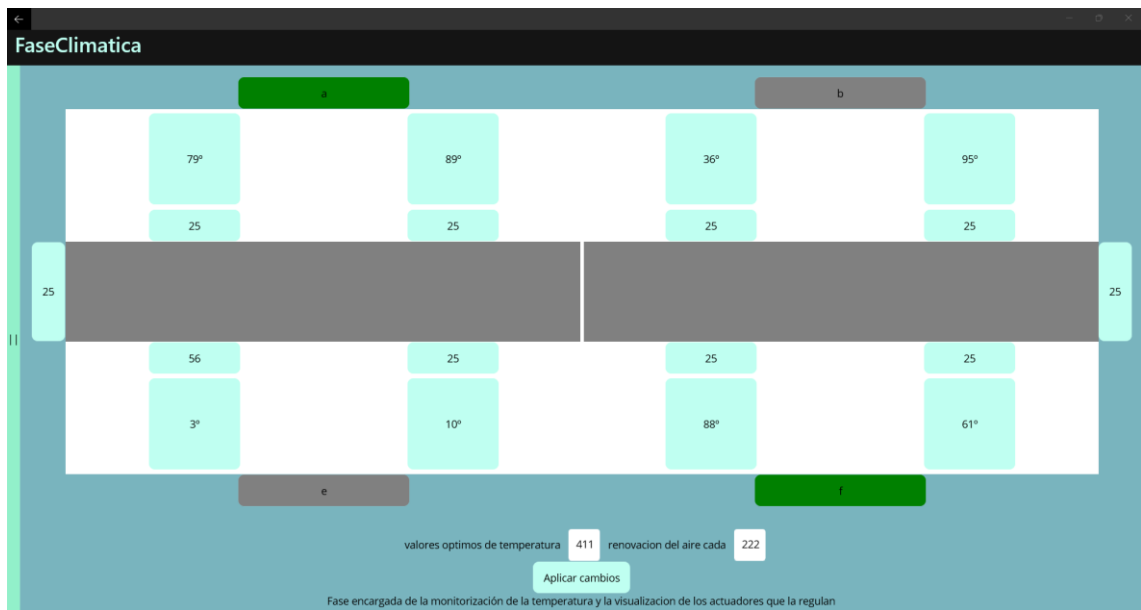 FaseClimatica
a b
79º 89º 36º 95º
25 25 25 25
25 25
56 25 25 25
3º 10º 88º 61º
e f
valores optimos de temperatura 411 renovacion del aire cada 222
Aplicar cambios
Fase encargada de la monitorización de la temperatura y la visualizacion de los actuadores que la regulan